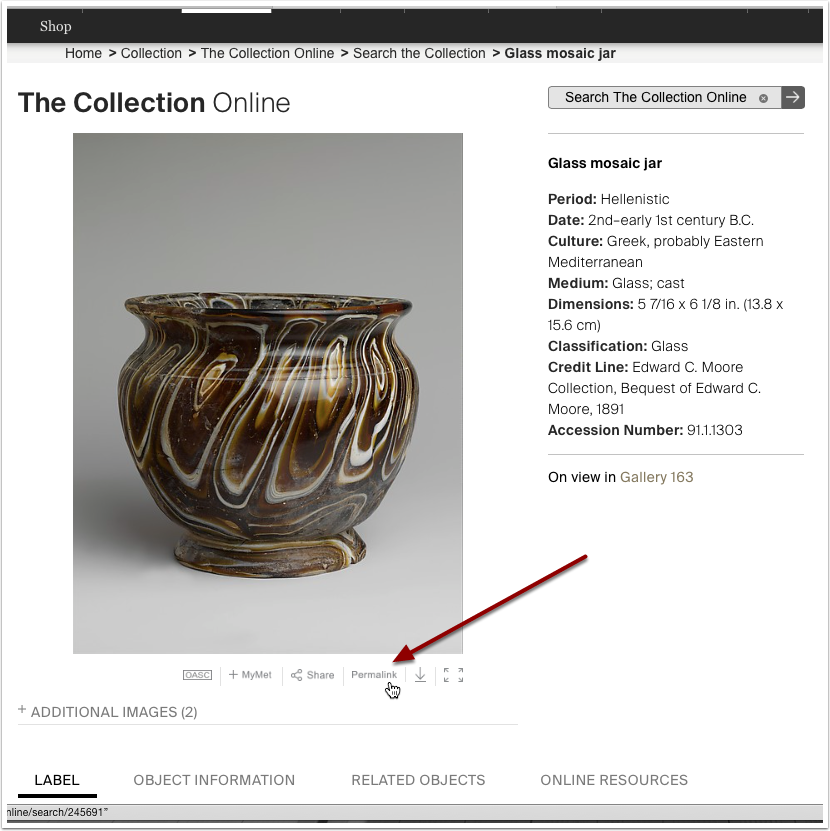 Shop
Home > Collection > The Collection Online > Search the Collection > Glass mosaic jar
The Collection Online
Search The Collection Online
Glass mosaic jar
Period: Hellenistic
Date: 2nd–early 1st century B.C.
Culture: Greek, probably Eastern
Mediterranean
Medium: Glass; cast
Dimensions: 5 7/16 x 6 1/8 in. (13.8 x
15.6 cm)
Classification: Glass
Credit Line: Edward C. Moore
Collection, Bequest of Edward C.
Moore, 1891
Accession Number: 91.1.1303
On view in Gallery 163
OASC + MyMet Share Permalink
+ ADDITIONAL IMAGES (2)
LABEL OBJECT INFORMATION RELATED OBJECTS ONLINE RESOURCES
nline/search/245691”